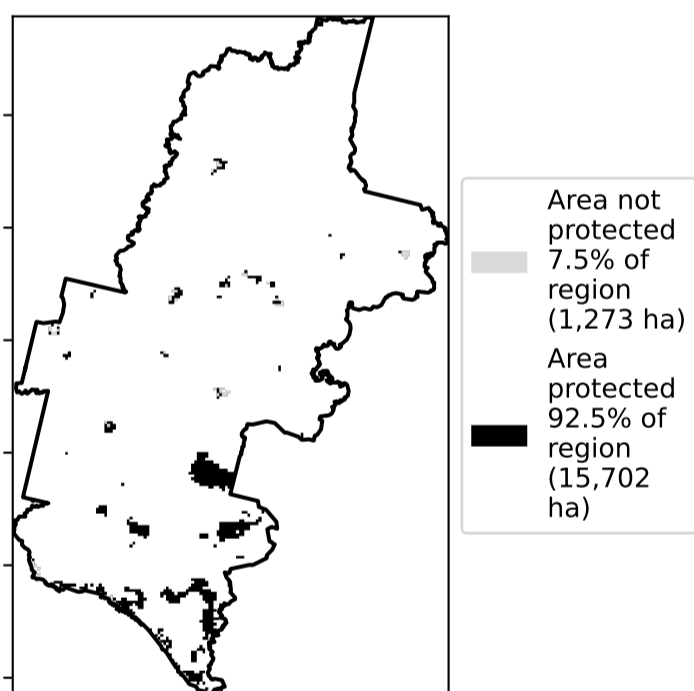 Area not
protected
7.5% of
region
(1,273 ha)
Area
protected
92.5% of
region
(15,702
ha)